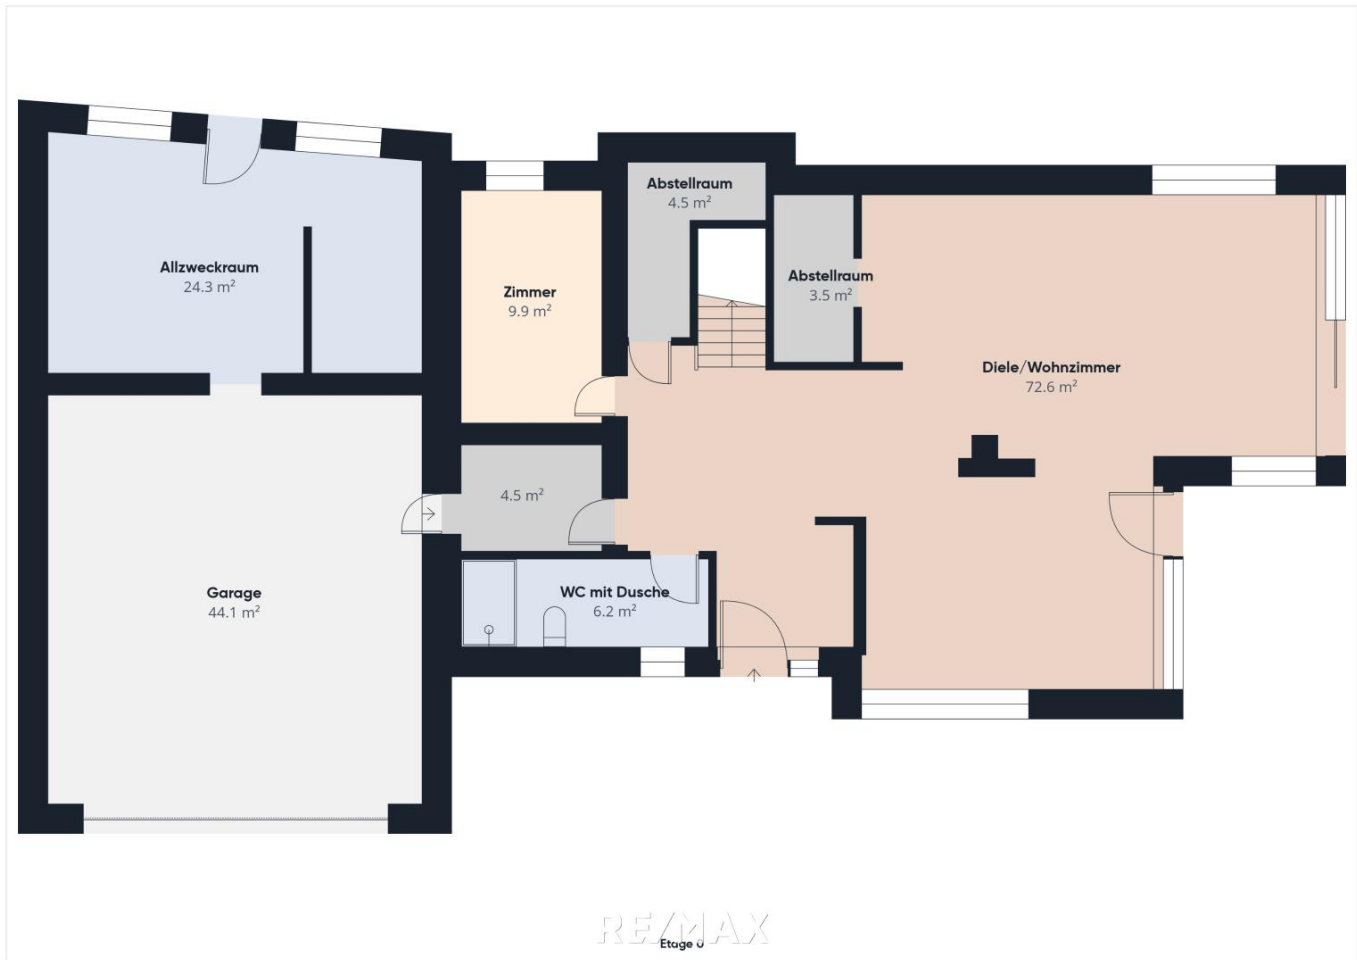 Abstellraum
4.5 m²
Allzweckraum
24.3 m²
Abstellraum
3.5 m²
Zimmer
9.9 m²
Diele/Wohnzimmer
72.6 m²
4.5 m²
Garage
44.1 m²
WC mit Dusche
6.2 m²
RE/MAX
Etage 0